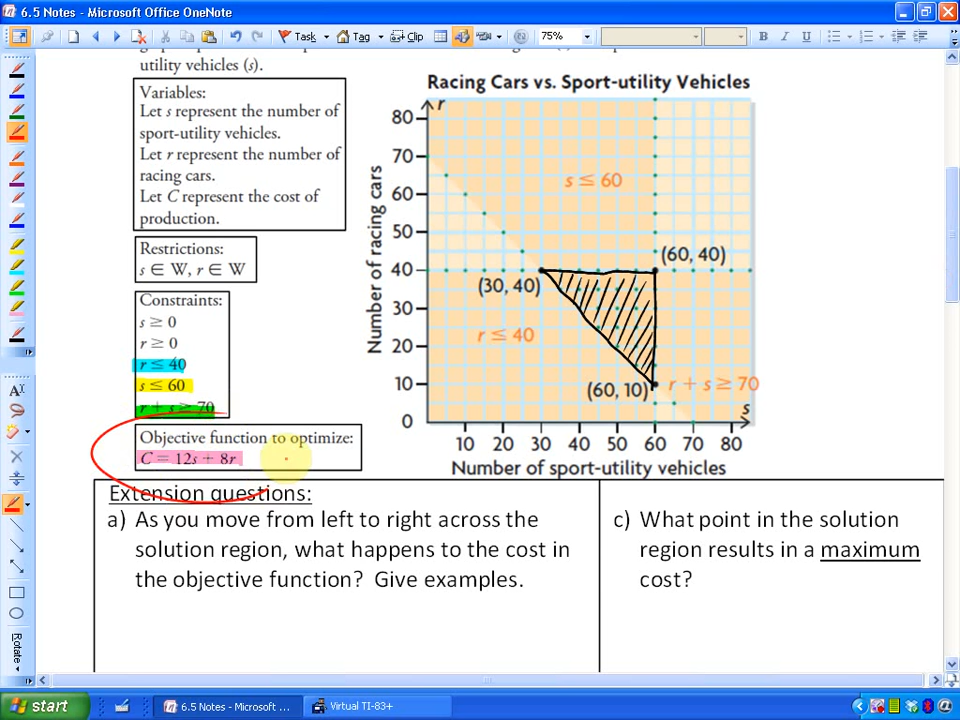 6.5 Notes - Microsoft Office OneNote
Task
Tag
Clip
75%
B I U
utility vehicles (s).
Variables:
Let s represent the number of
sport-utility vehicles.
Let r represent the number of
racing cars.
Let C represent the cost of
production.
Restrictions:
s ∈ W, r ∈ W
Constraints:
s ≥ 0
r ≥ 0
r ≤ 40
s ≤ 60
r + s ≥ 70
Objective function to optimize:
C = 12s + 8r
Racing Cars vs. Sport-utility Vehicles
Number of racing cars
r
80
70
60
50
40
30
20
10
0
s ≤ 60
(60, 40)
(30, 40)
r ≤ 40
(60, 10)
r + s ≥ 70
s
10 20 30 40 50 60 70 80
Number of sport-utility vehicles
Extension questions:
a) As you move from left to right across the
solution region, what happens to the cost in
the objective function? Give examples.
c) What point in the solution
region results in a maximum
cost?
A
Rotate
start
6.5 Notes - Microsoft ...
Virtual TI-83+